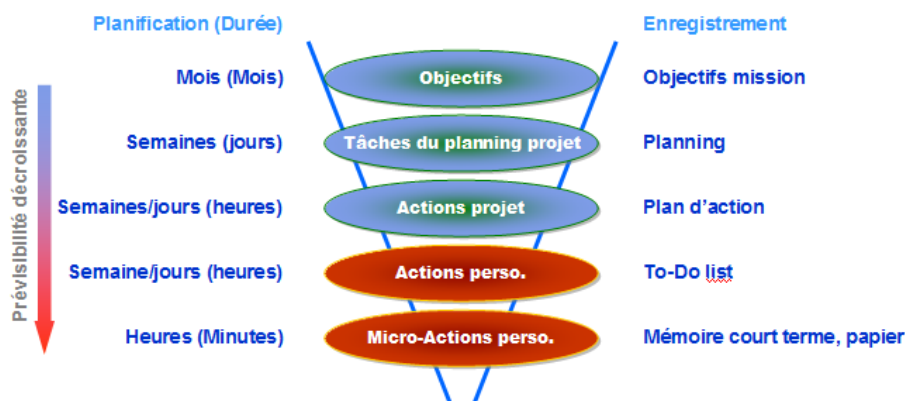 Planification (Durée) Enregistrement
Mois (Mois) Objectifs Objectifs mission
Semaines (jours) Tâches du planning projet Planning
Semaines/jours (heures) Actions projet Plan d’action
Semaine/jours (heures) Actions perso. To-Do list
Heures (Minutes) Micro-Actions perso. Mémoire court terme, papier
Prévisibilité décroissante